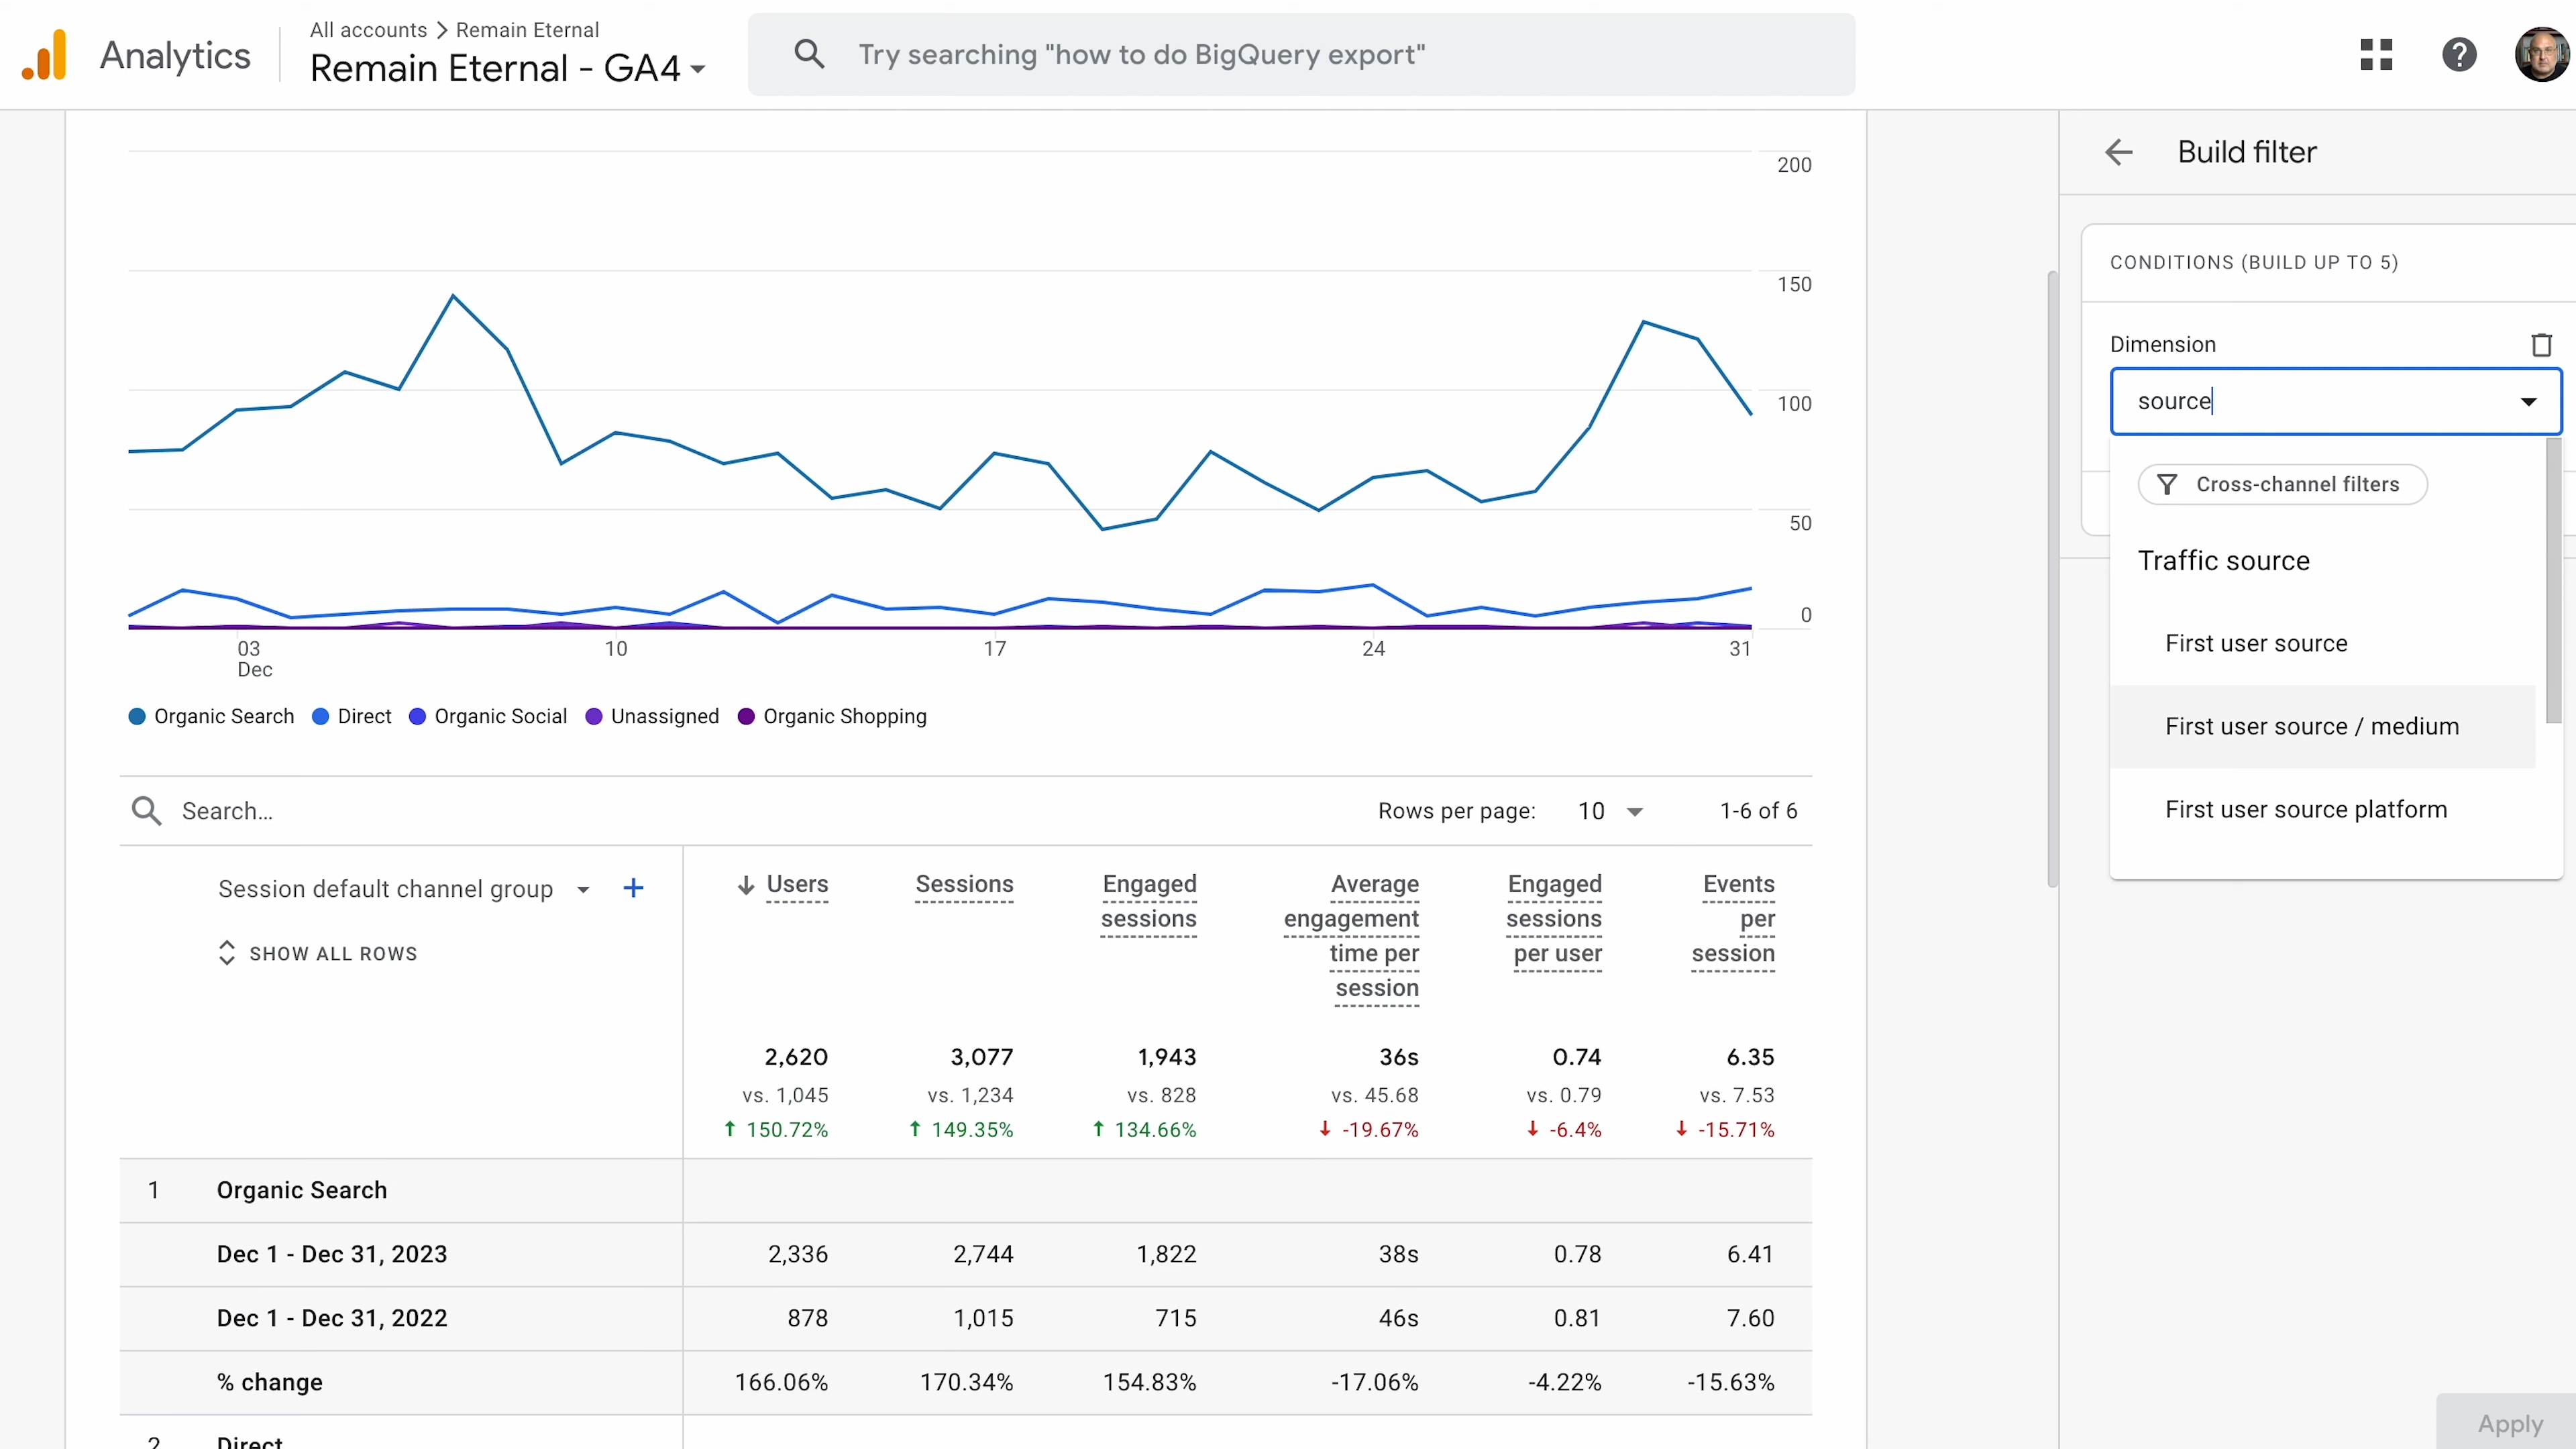 Analytics
All accounts > Remain Eternal
Remain Eternal - GA4
Try searching "how to do BigQuery export"
200
150
100
50
0
03
Dec
10
17
24
31
Organic Search Direct Organic Social Unassigned Organic Shopping
Search...
Rows per page: 10 1-6 of 6
Session default channel group +
SHOW ALL ROWS
Users
Sessions
Engaged
sessions
Average
engagement
time per
session
Engaged
sessions
per user
Events
per
session
2,620 3,077 1,943 36s 0.74 6.35
vs. 1,045 vs. 1,234 vs. 828 vs. 45.68 vs. 0.79 vs. 7.53
↑ 150.72% ↑ 149.35% ↑ 134.66% ↓ -19.67% ↓ -6.4% ↓ -15.71%
1 Organic Search
Dec 1 - Dec 31, 2023 2,336 2,744 1,822 38s 0.78 6.41
Dec 1 - Dec 31, 2022 878 1,015 715 46s 0.81 7.60
% change 166.06% 170.34% 154.83% -17.06% -4.22% -15.63%
2 Direct
Build filter
CONDITIONS (BUILD UP TO 5)
Dimension
source
Cross-channel filters
Traffic source
First user source
First user source / medium
First user source platform
Apply